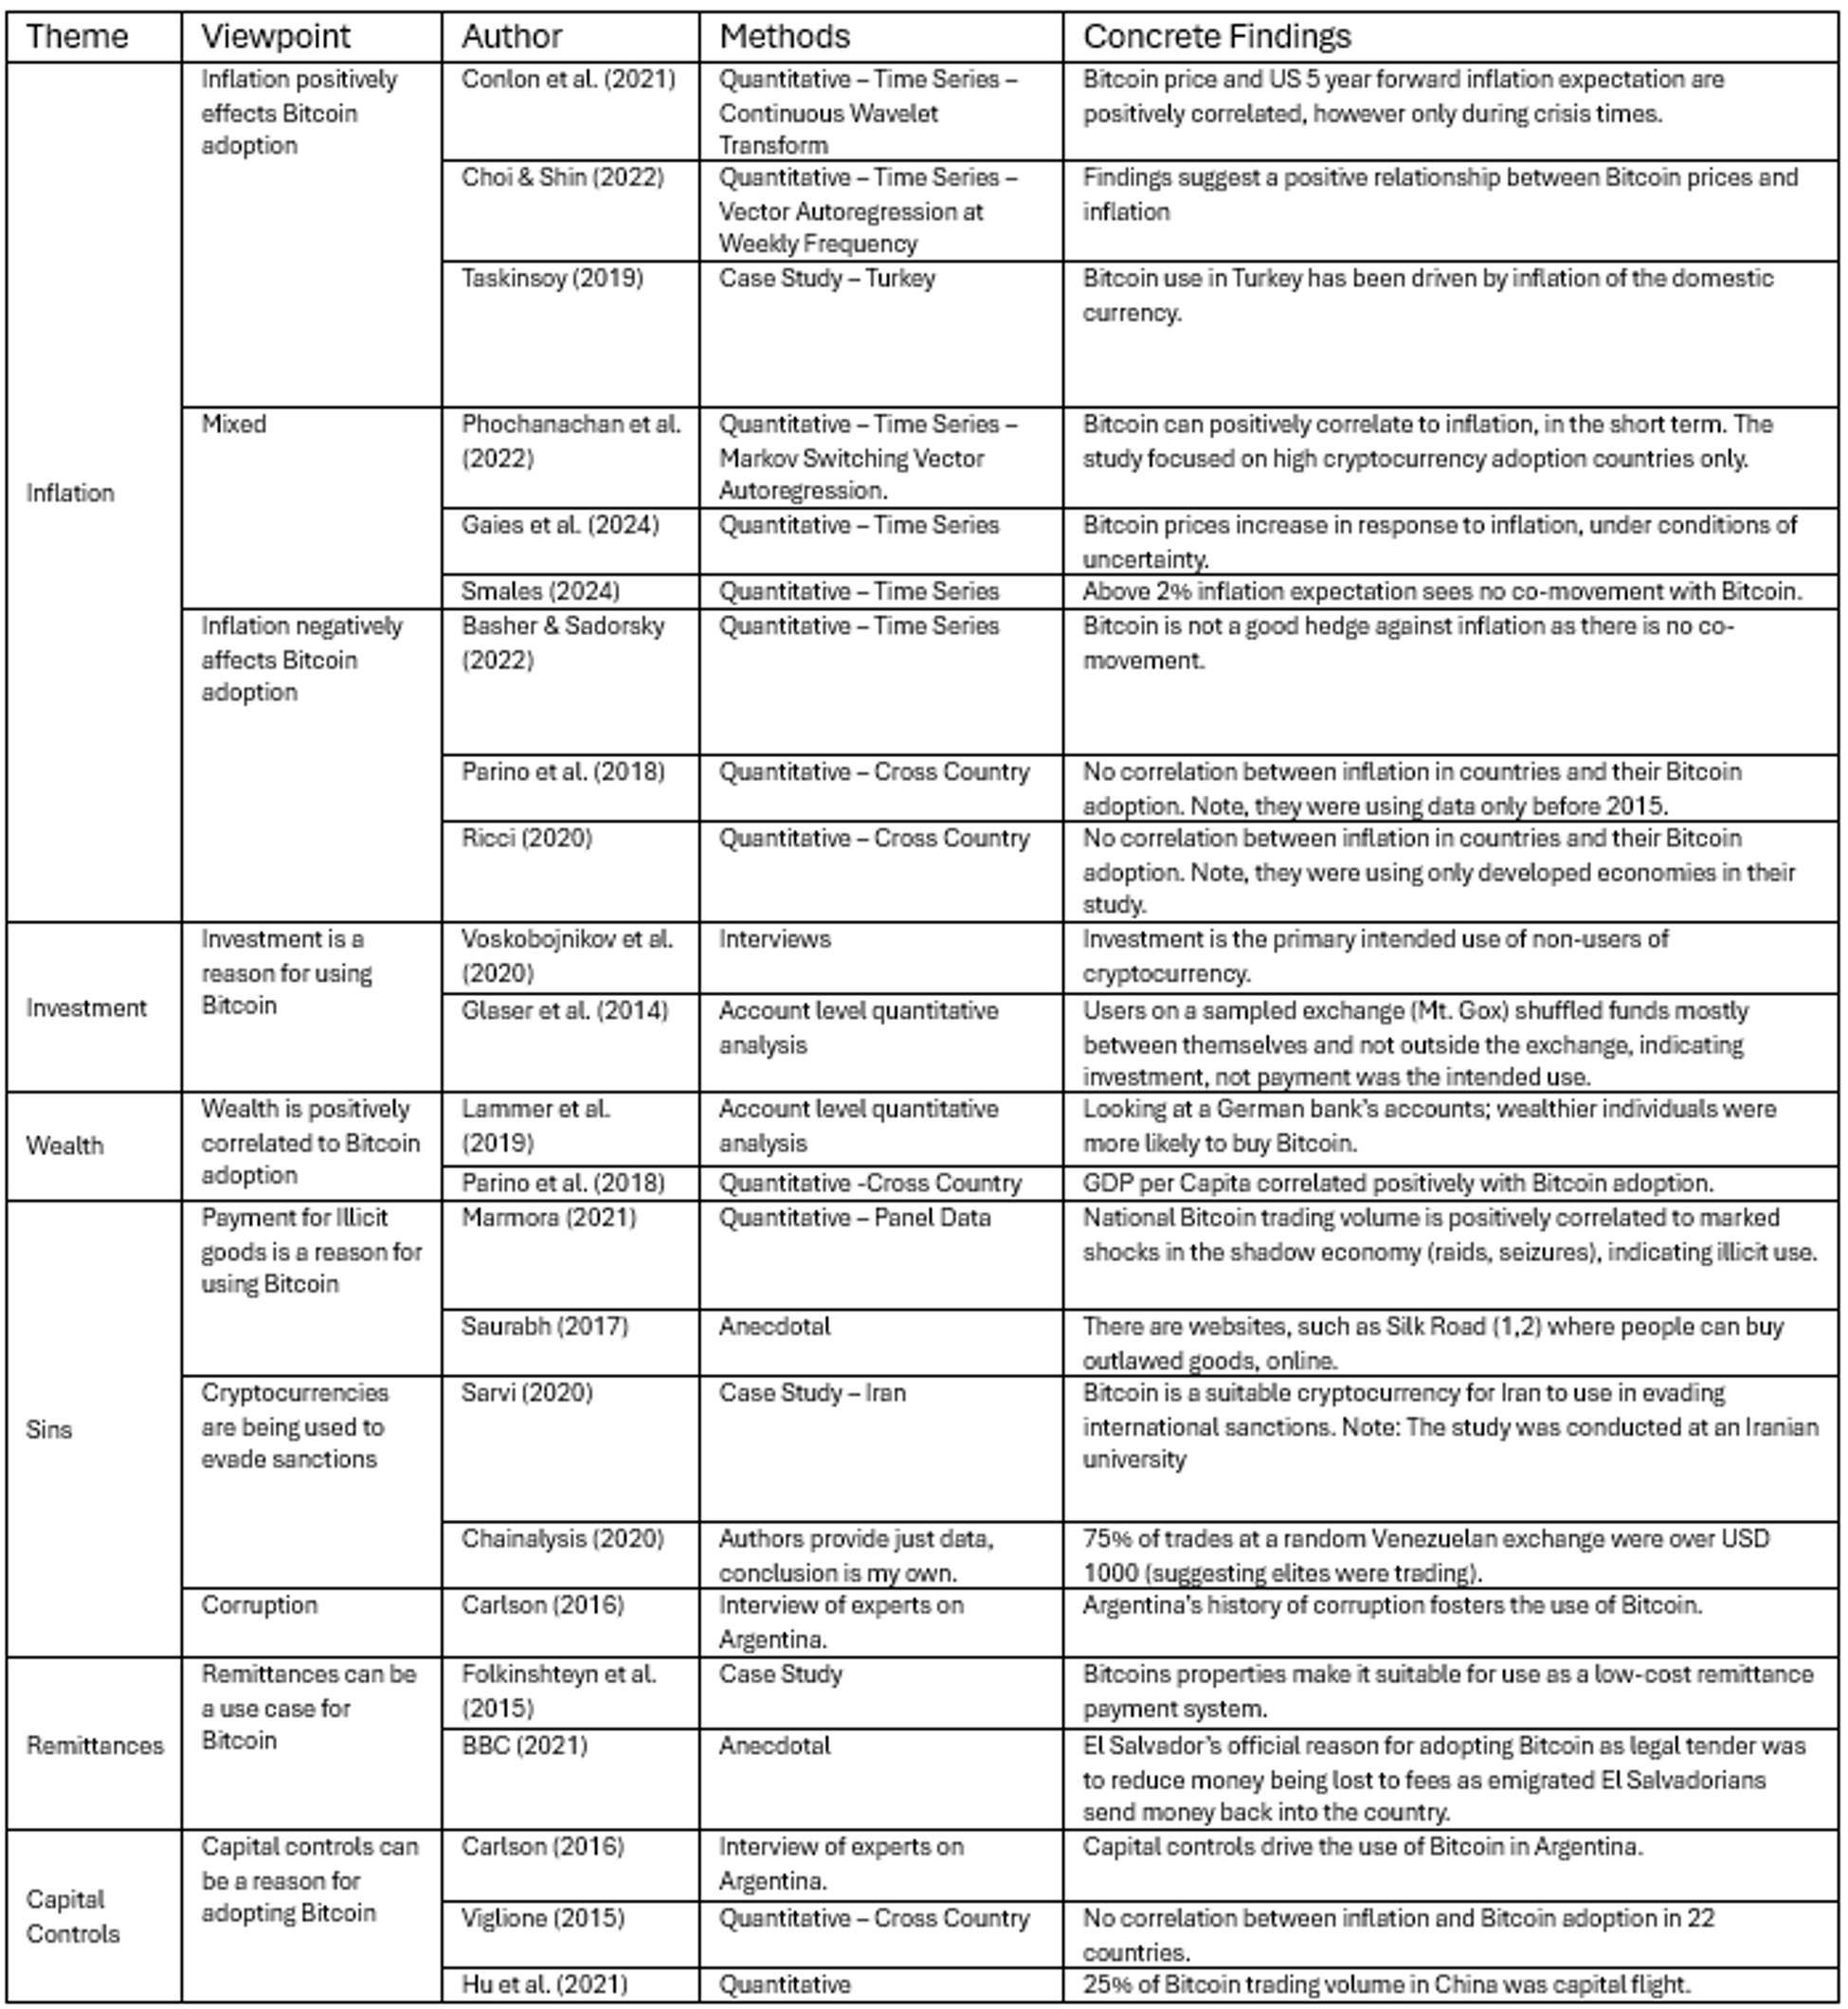 Theme Viewpoint Author Methods Concrete Findings
Inflation
Inflation positively
effects Bitcoin
adoption
Conlon et al. (2021)
Quantitative – Time Series –
Continuous Wavelet
Transform
Bitcoin price and US 5 year forward inflation expectation are
positively correlated, however only during crisis times.
Choi & Shin (2022)
Quantitative – Time Series –
Vector Autoregression at
Weekly Frequency
Findings suggest a positive relationship between Bitcoin prices and
inflation
Taskinsoy (2019)
Case Study – Turkey
Bitcoin use in Turkey has been driven by inflation of the domestic
currency.
Mixed
Phochanachan et al.
(2022)
Quantitative – Time Series –
Markov Switching Vector
Autoregression.
Bitcoin can positively correlate to inflation, in the short term. The
study focused on high cryptocurrency adoption countries only.
Gaies et al. (2024)
Quantitative – Time Series
Bitcoin prices increase in response to inflation, under conditions of
uncertainty.
Smales (2024)
Quantitative – Time Series
Above 2% inflation expectation sees no co-movement with Bitcoin.
Inflation negatively
affects Bitcoin
adoption
Basher & Sadorsky
(2022)
Quantitative – Time Series
Bitcoin is not a good hedge against inflation as there is no co-
movement.
Parino et al. (2018)
Quantitative – Cross Country
No correlation between inflation in countries and their Bitcoin
adoption. Note, they were using data only before 2015.
Ricci (2020)
Quantitative – Cross Country
No correlation between inflation in countries and their Bitcoin
adoption. Note, they were using only developed economies in their
study.
Investment
Investment is a
reason for using
Bitcoin
Voskobojnikov et al.
(2020)
Interviews
Investment is the primary intended use of non-users of
cryptocurrency.
Glaser et al. (2014)
Account level quantitative
analysis
Users on a sampled exchange (Mt. Gox) shuffled funds mostly
between themselves and not outside the exchange, indicating
investment, not payment was the intended use.
Wealth
Wealth is positively
correlated to Bitcoin
adoption
Lammer et al.
(2019)
Account level quantitative
analysis
Looking at a German bank's accounts; wealthier individuals were
more likely to buy Bitcoin.
Parino et al. (2018)
Quantitative -Cross Country
GDP per Capita correlated positively with Bitcoin adoption.
Sins
Payment for Illicit
goods is a reason for
using Bitcoin
Marmora (2021)
Quantitative – Panel Data
National Bitcoin trading volume is positively correlated to marked
shocks in the shadow economy (raids, seizures), indicating illicit use.
Saurabh (2017)
Anecdotal
There are websites, such as Silk Road (1,2) where people can buy
outlawed goods, online.
Cryptocurrencies
are being used to
evade sanctions
Sarvi (2020)
Case Study – Iran
Bitcoin is a suitable cryptocurrency for Iran to use in evading
international sanctions. Note: The study was conducted at an Iranian
university
Chainalysis (2020)
Authors provide just data,
conclusion is my own.
75% of trades at a random Venezuelan exchange were over USD
1000 (suggesting elites were trading).
Corruption
Carlson (2016)
Interview of experts on
Argentina.
Argentina's history of corruption fosters the use of Bitcoin.
Remittances
Remittances can be
a use case for
Bitcoin
Folkinshteyn et al.
(2015)
Case Study
Bitcoins properties make it suitable for use as a low-cost remittance
payment system.
BBC (2021)
Anecdotal
El Salvador's official reason for adopting Bitcoin as legal tender was
to reduce money being lost to fees as emigrated El Salvadorians
send money back into the country.
Capital
Controls
Capital controls can
be a reason for
adopting Bitcoin
Carlson (2016)
Interview of experts on
Argentina.
Capital controls drive the use of Bitcoin in Argentina.
Viglione (2015)
Quantitative – Cross Country
No correlation between inflation and Bitcoin adoption in 22
countries.
Hu et al. (2021)
Quantitative
25% of Bitcoin trading volume in China was capital flight.